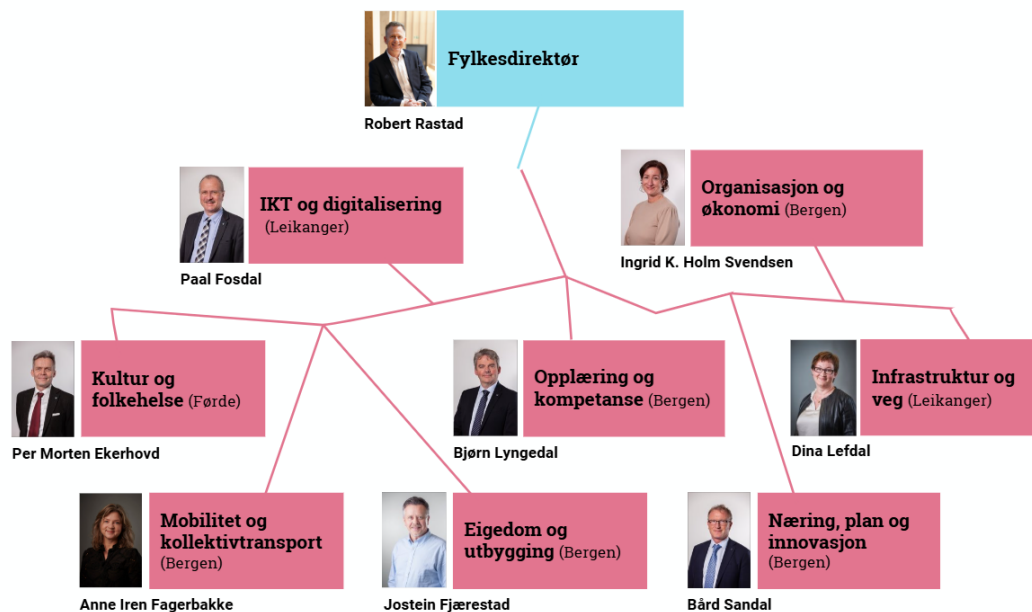 Fylkesdirektør
Robert Rastad
IKT og digitalisering
(Leikanger)
Paal Fosdal
Organisasjon og
økonomi (Bergen)
Ingrid K. Holm Svendsen
Kultur og
folkehelse (Førde)
Per Morten Ekerhovd
Opplæring og
kompetanse (Bergen)
Bjørn Lyngedal
Infrastruktur og
veg (Leikanger)
Dina Lefdal
Mobilitet og
kollektivtransport
(Bergen)
Anne Iren Fagerbakke
Eigedom og
utbygging (Bergen)
Jostein Fjærestad
Næring, plan og
innovasjon
(Bergen)
Bård Sandal